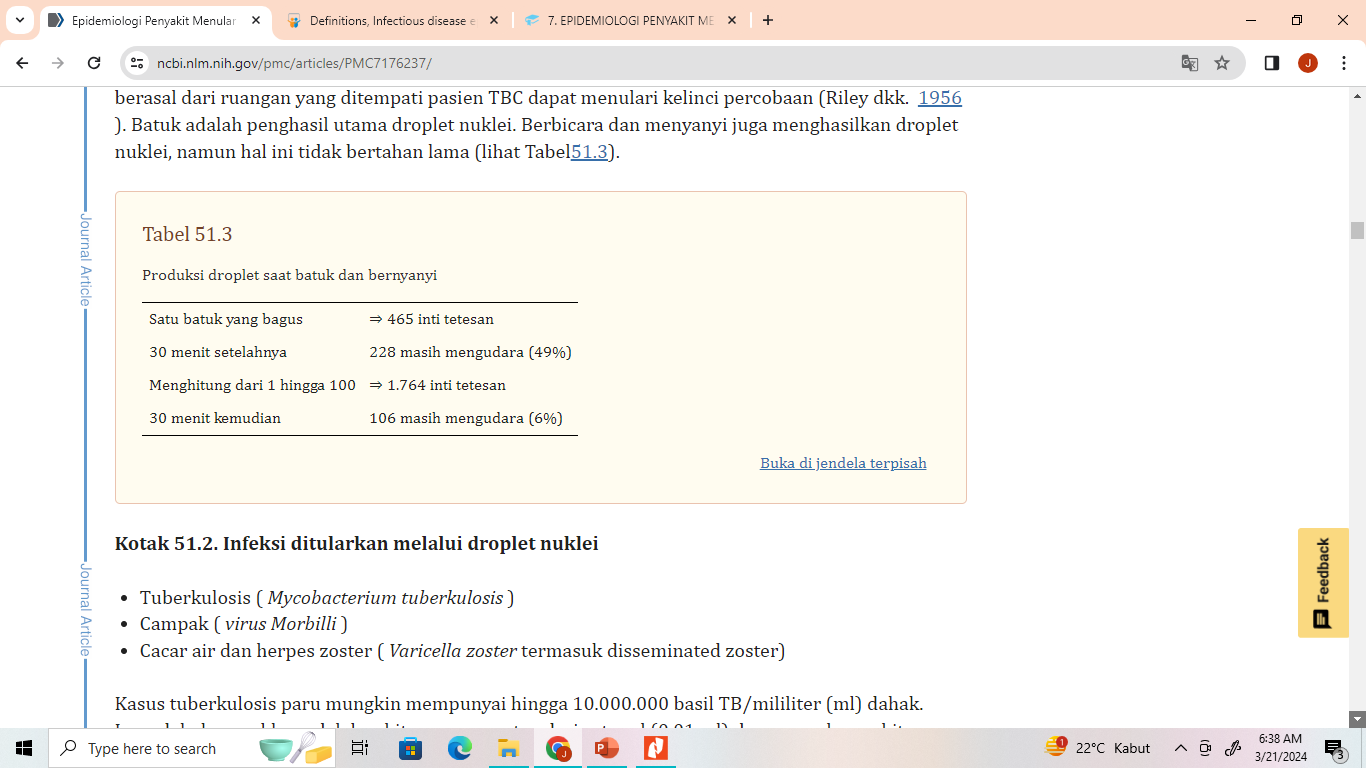 Epidemiologi Penyakit Menular
Definitions, Infectious disease e
7. EPIDEMIOLOGI PENYAKIT ME
ncbi.nlm.nih.gov/pmc/articles/PMC7176237/
J
berasal dari ruangan yang ditempati pasien TBC dapat menulari kelinci percobaan (Riley dkk. 1956
). Batuk adalah penghasil utama droplet nuklei. Berbicara dan menyanyi juga menghasilkan droplet
nuklei, namun hal ini tidak bertahan lama (lihat Tabel51.3).
Journal Article
Tabel 51.3
Produksi droplet saat batuk dan bernyanyi
Satu batuk yang bagus ⇒ 465 inti tetesan
30 menit setelahnya 228 masih mengudara (49%)
Menghitung dari 1 hingga 100 ⇒ 1.764 inti tetesan
30 menit kemudian 106 masih mengudara (6%)
Buka di jendela terpisah
Kotak 51.2. Infeksi ditularkan melalui droplet nuklei
Feedback
Journal Article
• Tuberkulosis ( Mycobacterium tuberkulosis )
• Campak ( virus Morbilli )
• Cacar air dan herpes zoster ( Varicella zoster termasuk disseminated zoster)
Kasus tuberkulosis paru mungkin mempunyai hingga 10.000.000 basil TB/mililiter (ml) dahak.
Type here to search
1
22°C Kabut
6:38 AM
3/21/2024
3